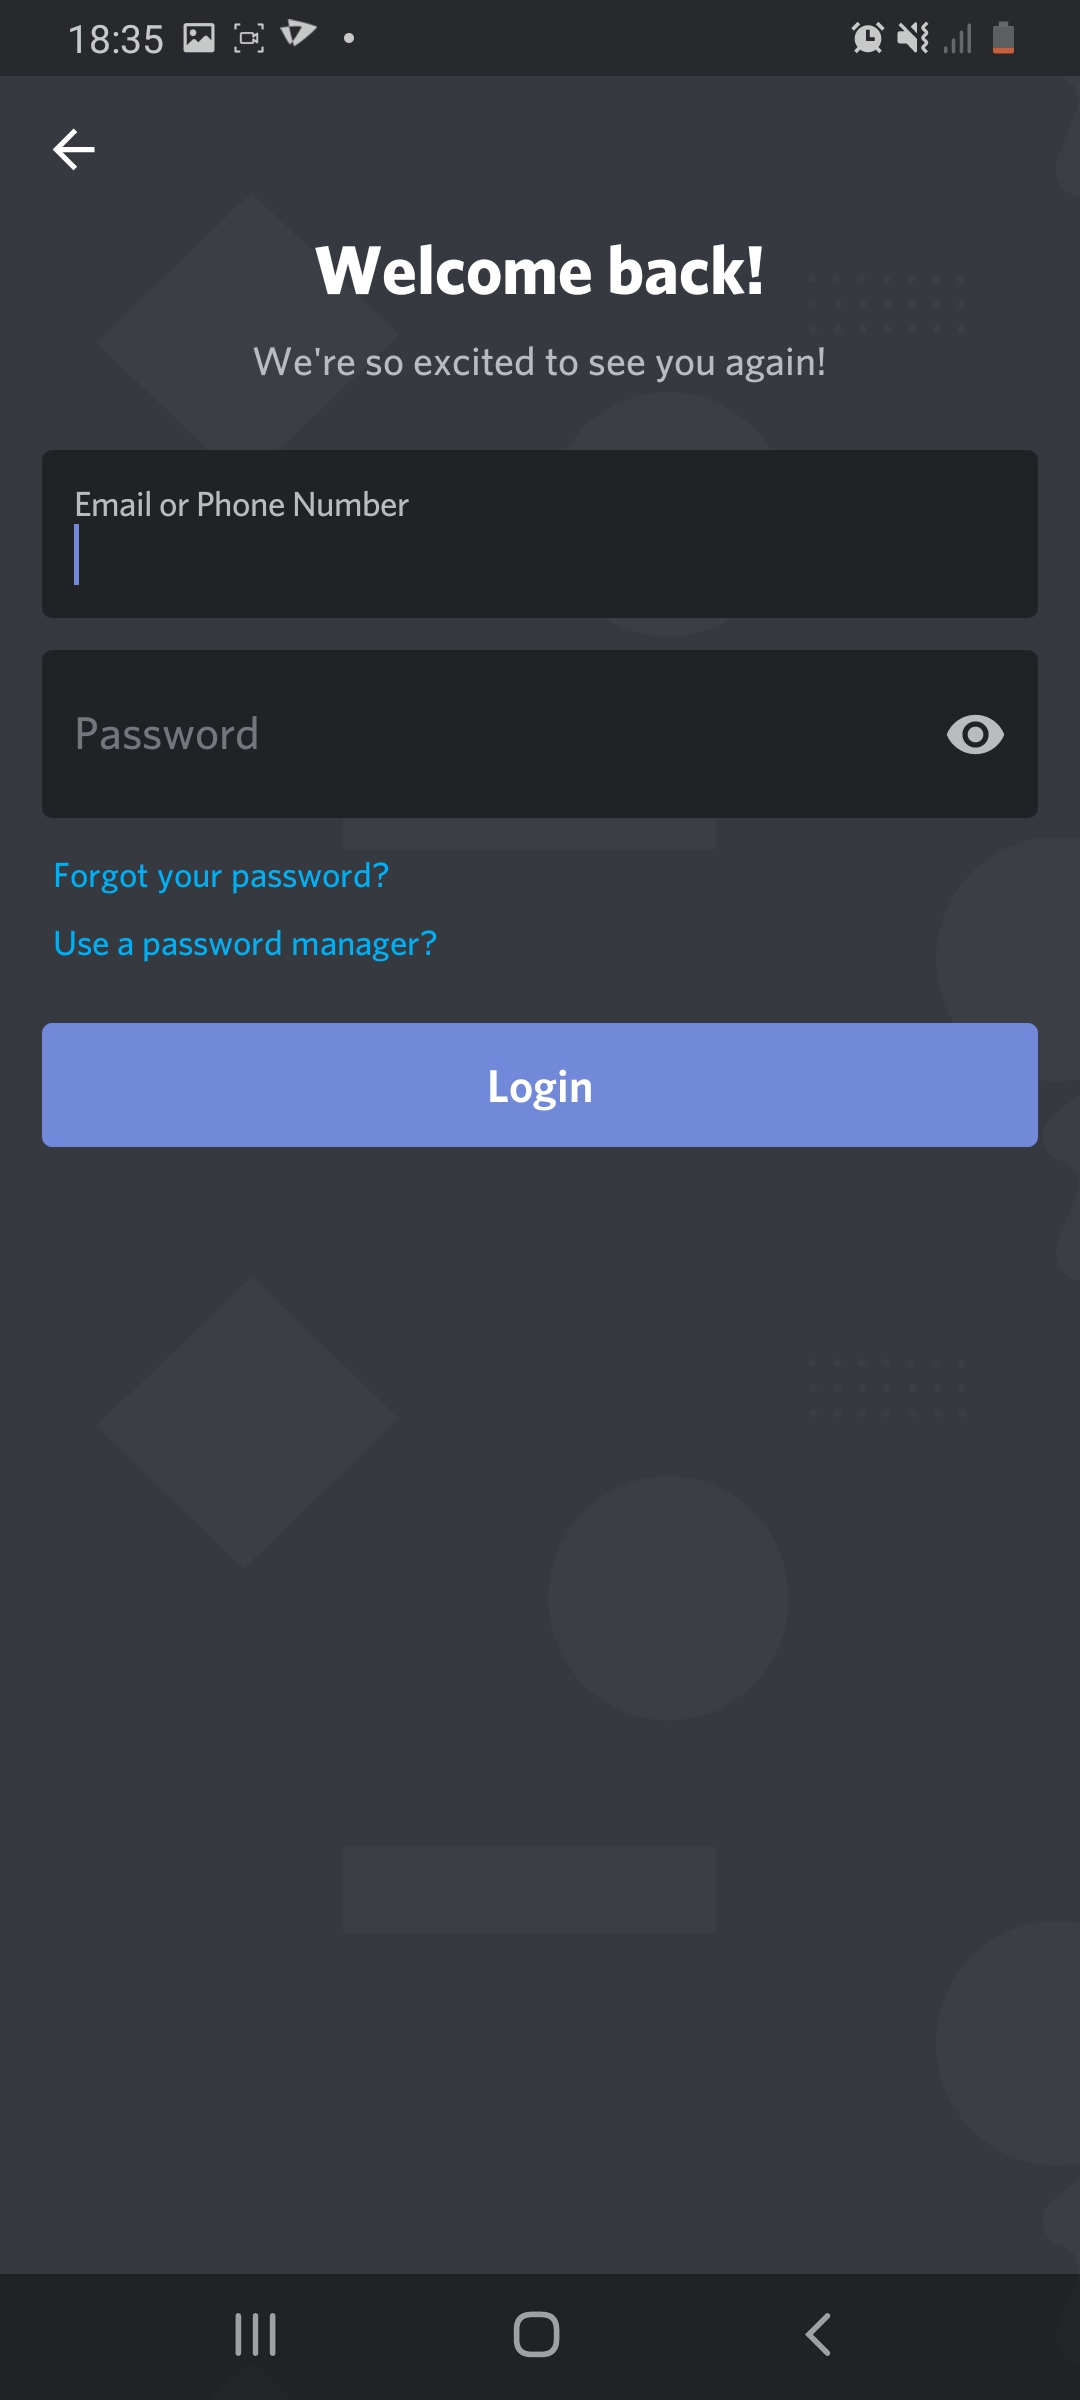 18:35
Welcome back!
We're so excited to see you again!
Email or Phone Number
Password
Forgot your password?
Use a password manager?
Login